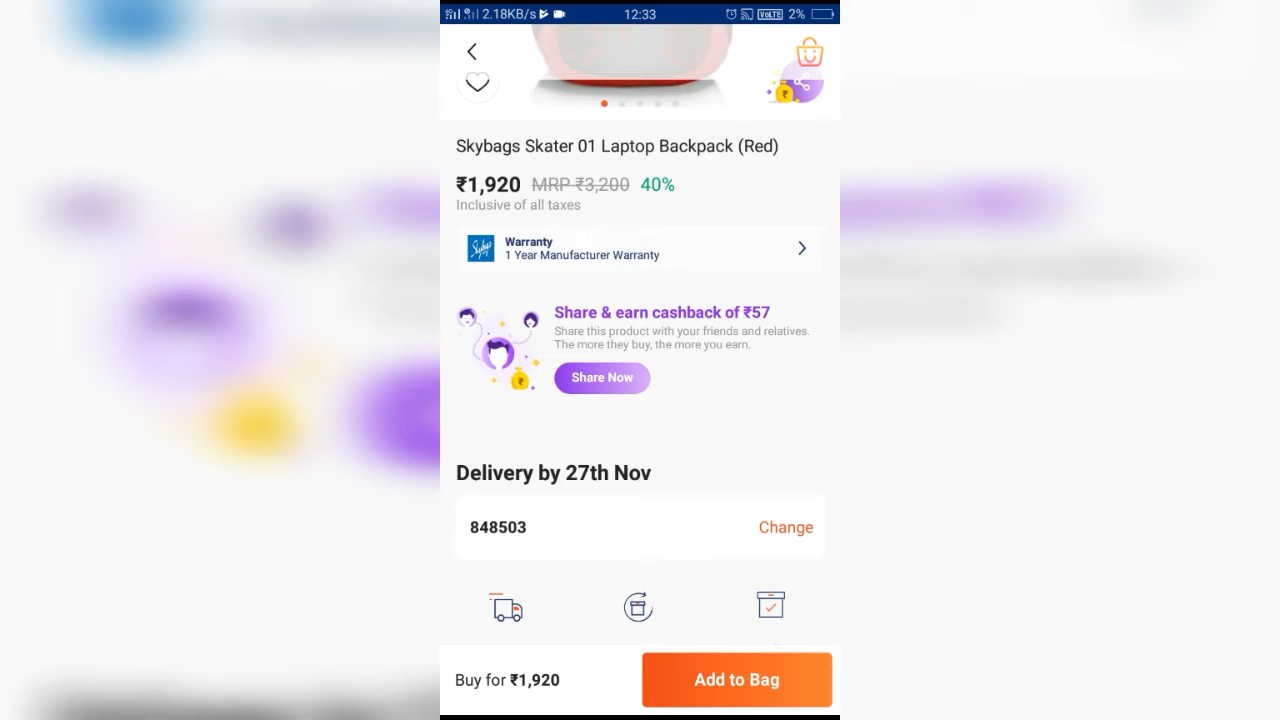 2.18KB/s 12:33 VoLTE 2%
Skybags Skater 01 Laptop Backpack (Red)
₹1,920 MRP ₹3,200 40%
Inclusive of all taxes
Warranty
1 Year Manufacturer Warranty
Share & earn cashback of ₹57
Share this product with your friends and relatives.
The more they buy, the more you earn.
Share Now
Delivery by 27th Nov
848503 Change
Buy for ₹1,920 Add to Bag